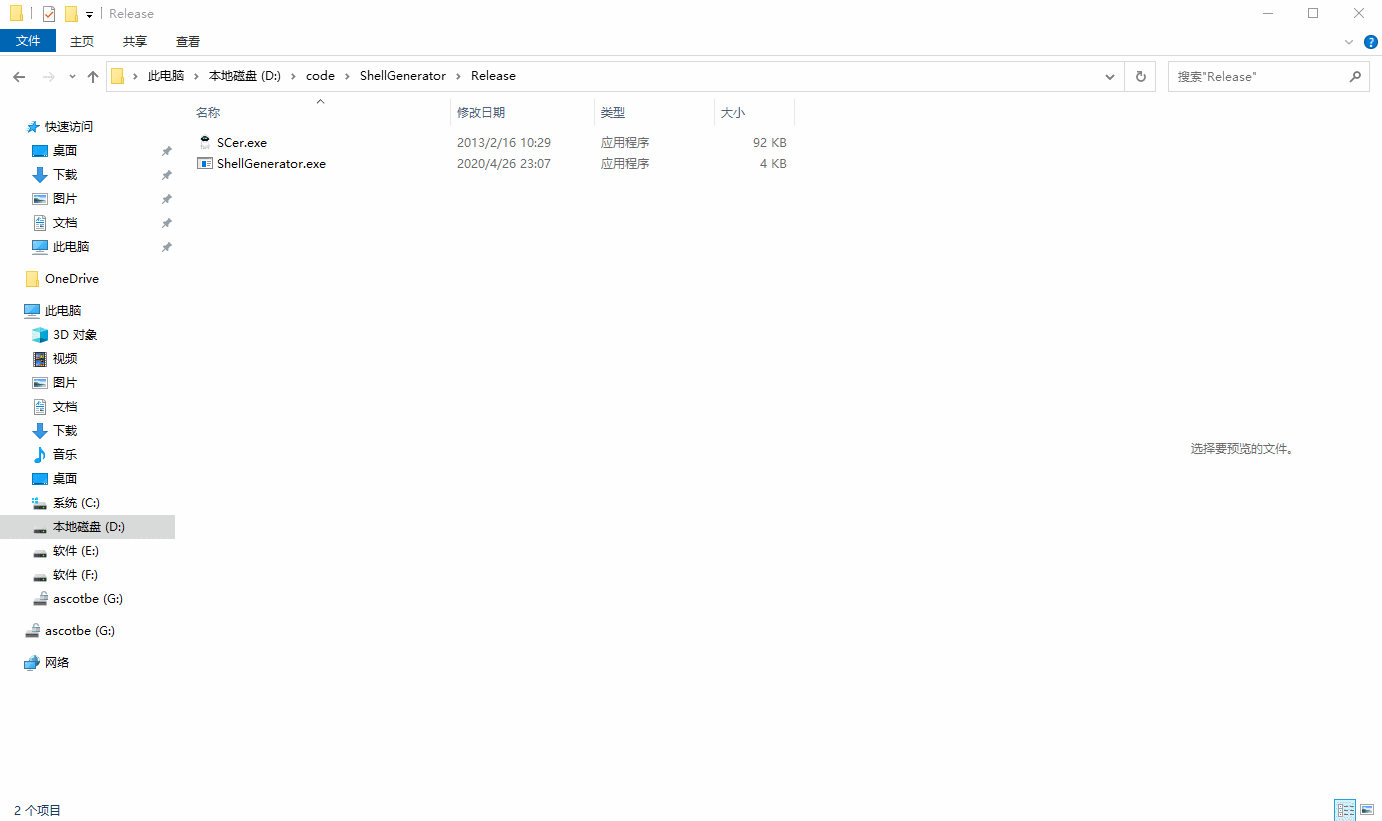 Release
文件 主页 共享 查看
此电脑 本地磁盘 (D:) code ShellGenerator Release
搜索"Release"
名称 修改日期 类型 大小
SCer.exe 2013/2/16 10:29 应用程序 92 KB
ShellGenerator.exe 2020/4/26 23:07 应用程序 4 KB
快速访问
桌面
下载
图片
文档
此电脑
OneDrive
此电脑
3D 对象
视频
图片
文档
下载
音乐
桌面
系统 (C:)
本地磁盘 (D:)
软件 (E:)
软件 (F:)
ascotbe (G:)
ascotbe (G:)
网络
选择要预览的文件。
2 个项目